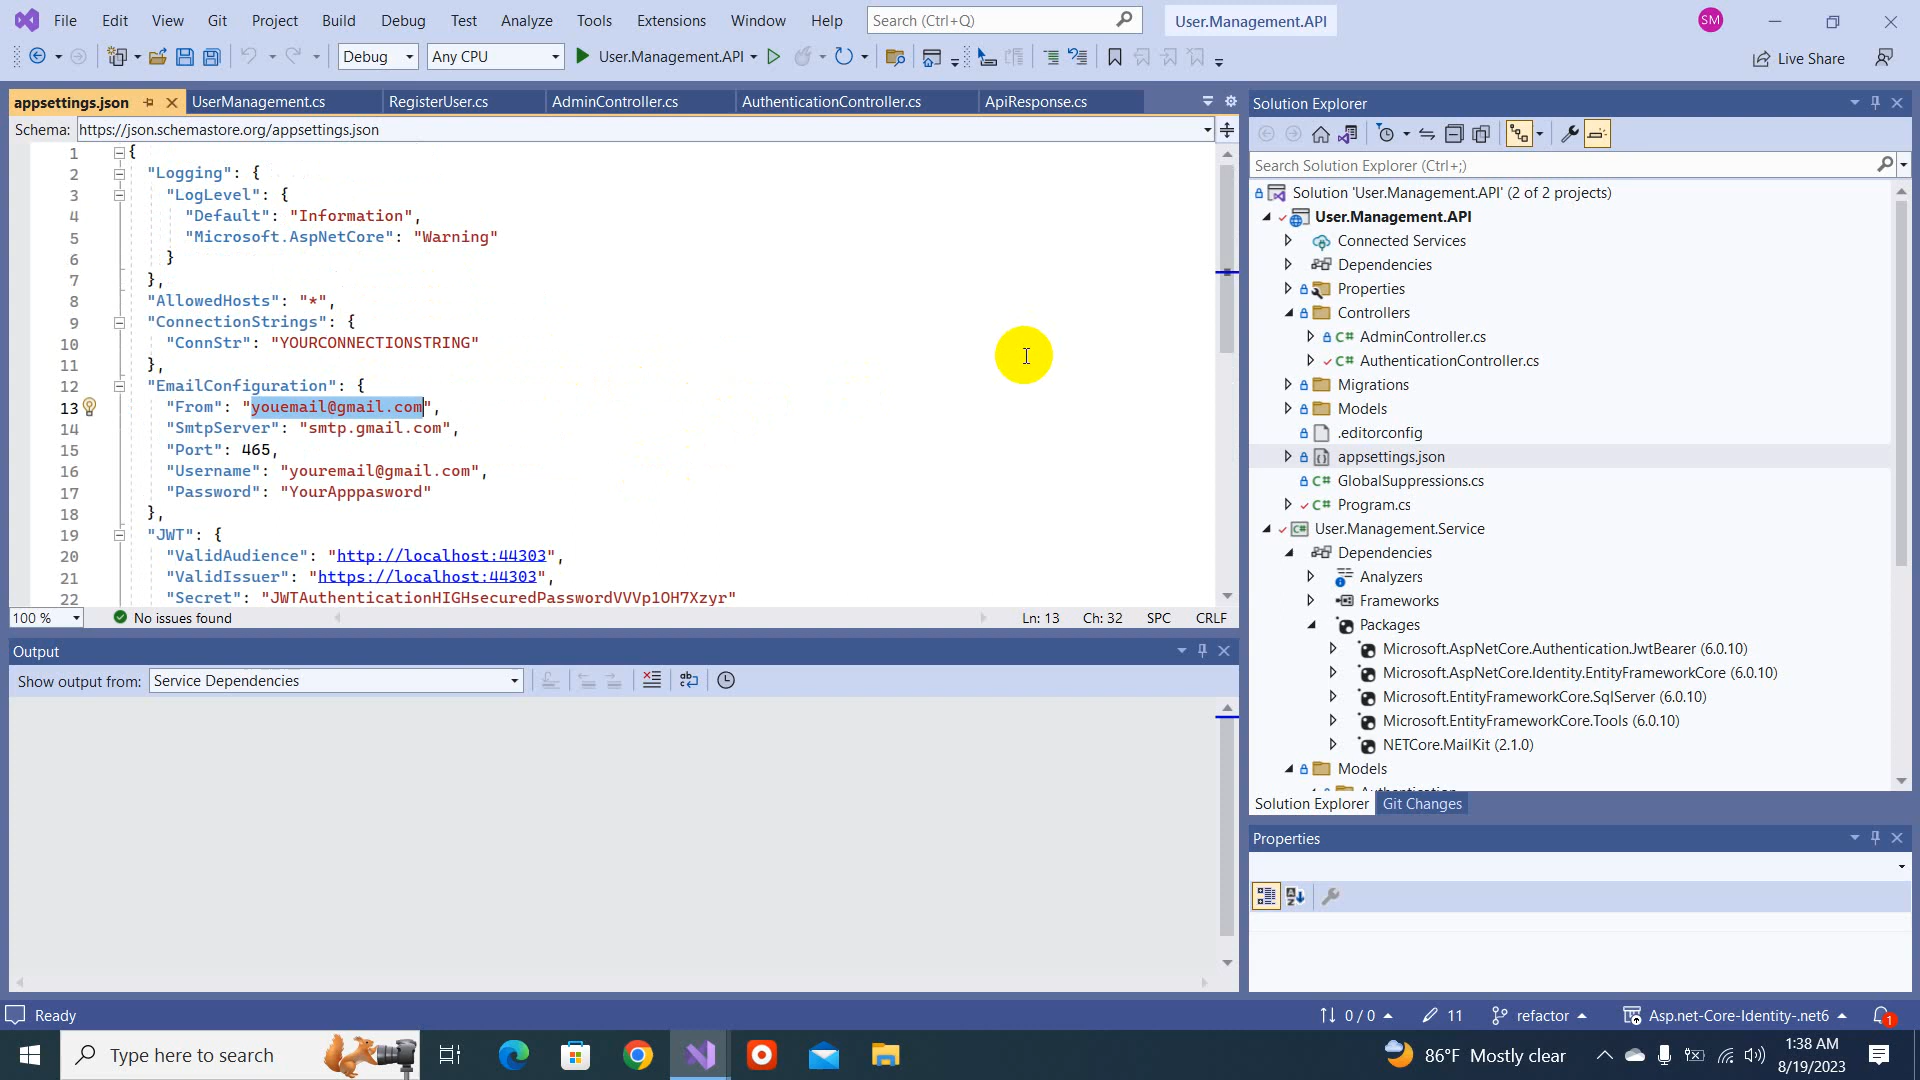 File Edit View Git Project Build Debug Test Analyze Tools Extensions Window Help Search (Ctrl+Q) User.Management.API SM
Debug Any CPU User.Management.API Live Share
appsettings.json UserManagement.cs RegisterUser.cs AdminController.cs AuthenticationController.cs ApiResponse.cs
Schema: https://json.schemastore.org/appsettings.json
1 {
2 "Logging": {
3 "LogLevel": {
4 "Default": "Information",
5 "Microsoft.AspNetCore": "Warning"
6 }
7 },
8 "AllowedHosts": "*",
9 "ConnectionStrings": {
10 "ConnStr": "YOURCONNECTIONSTRING"
11 },
12 "EmailConfiguration": {
13 "From": "youemail@gmail.com",
14 "SmtpServer": "smtp.gmail.com",
15 "Port": 465,
16 "Username": "youremail@gmail.com",
17 "Password": "YourApppasword"
18 },
19 "JWT": {
20 "ValidAudience": "http://localhost:44303",
21 "ValidIssuer": "https://localhost:44303",
22 "Secret": "JWTAuthenticationHIGHsecuredPasswordVVVp1OH7Xzyr"
100 % No issues found Ln: 13 Ch: 32 SPC CRLF
Output
Show output from: Service Dependencies
Solution Explorer
Search Solution Explorer (Ctrl+;)
Solution 'User.Management.API' (2 of 2 projects)
User.Management.API
Connected Services
Dependencies
Properties
Controllers
C# AdminController.cs
C# AuthenticationController.cs
Migrations
Models
.editorconfig
appsettings.json
C# GlobalSuppressions.cs
C# Program.cs
C# User.Management.Service
Dependencies
Analyzers
Frameworks
Packages
Microsoft.AspNetCore.Authentication.JwtBearer (6.0.10)
Microsoft.AspNetCore.Identity.EntityFrameworkCore (6.0.10)
Microsoft.EntityFrameworkCore.SqlServer (6.0.10)
Microsoft.EntityFrameworkCore.Tools (6.0.10)
NETCore.MailKit (2.1.0)
Models
Solution Explorer Git Changes
Properties
Ready 0 / 0 11 refactor Asp.net-Core-Identity-.net6 1
Type here to search 86°F Mostly clear 1:38 AM
8/19/2023